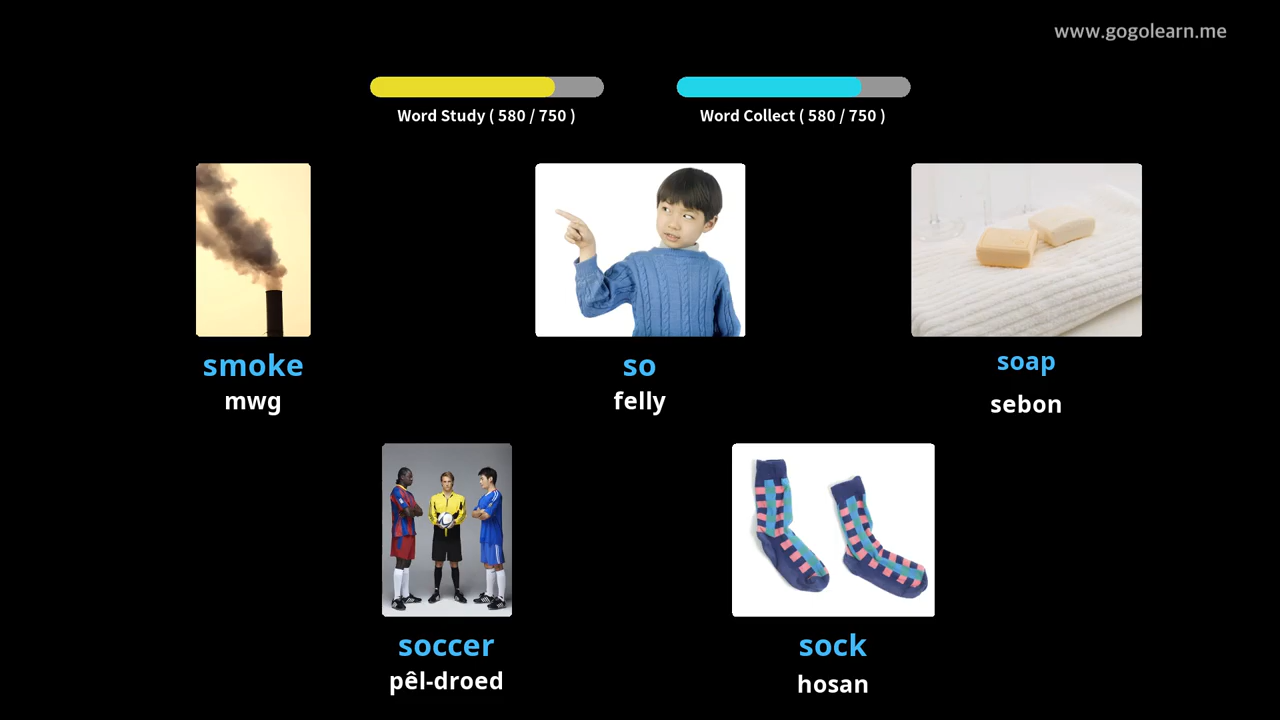 www.gogolearn.me
Word Study ( 580 / 750 )
Word Collect ( 580 / 750 )
smoke
mwg
so
felly
soap
sebon
soccer
pêl-droed
sock
hosan